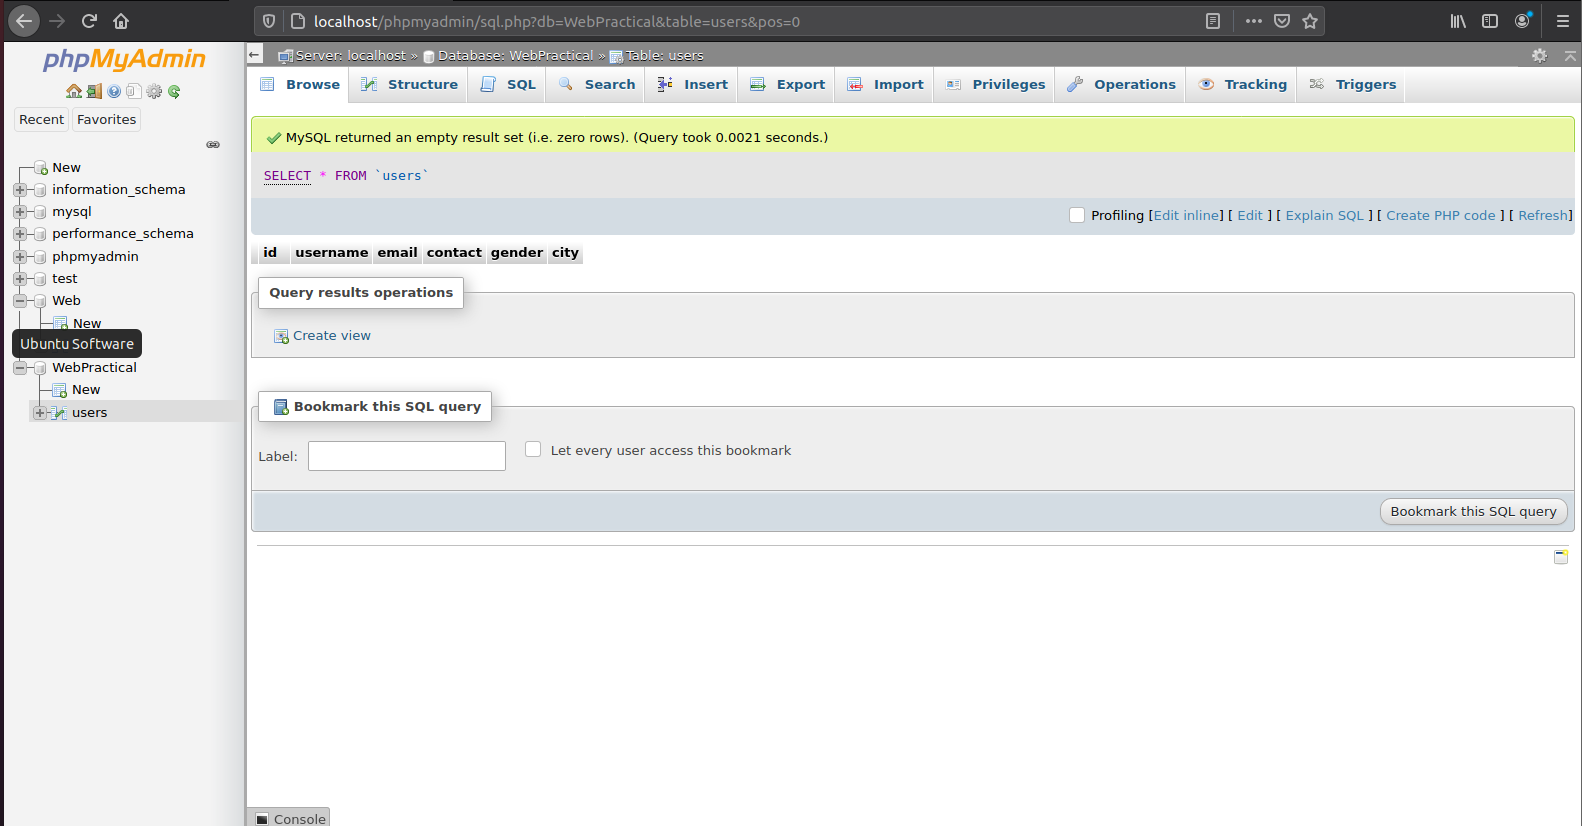 localhost/phpmyadmin/sql.php?db=WebPractical&table=users&pos=0
phpMyAdmin
Recent Favorites
New
information_schema
mysql
performance_schema
phpmyadmin
test
Web
New
Ubuntu Software
WebPractical
New
users
Server: localhost » Database: WebPractical » Table: users
Browse Structure SQL Search Insert Export Import Privileges Operations Tracking Triggers
MySQL returned an empty result set (i.e. zero rows). (Query took 0.0021 seconds.)
SELECT * FROM `users`
Profiling [Edit inline] [ Edit ] [ Explain SQL ] [ Create PHP code ] [ Refresh]
id username email contact gender city
Query results operations
Create view
Bookmark this SQL query
Label: Let every user access this bookmark
Bookmark this SQL query
Console